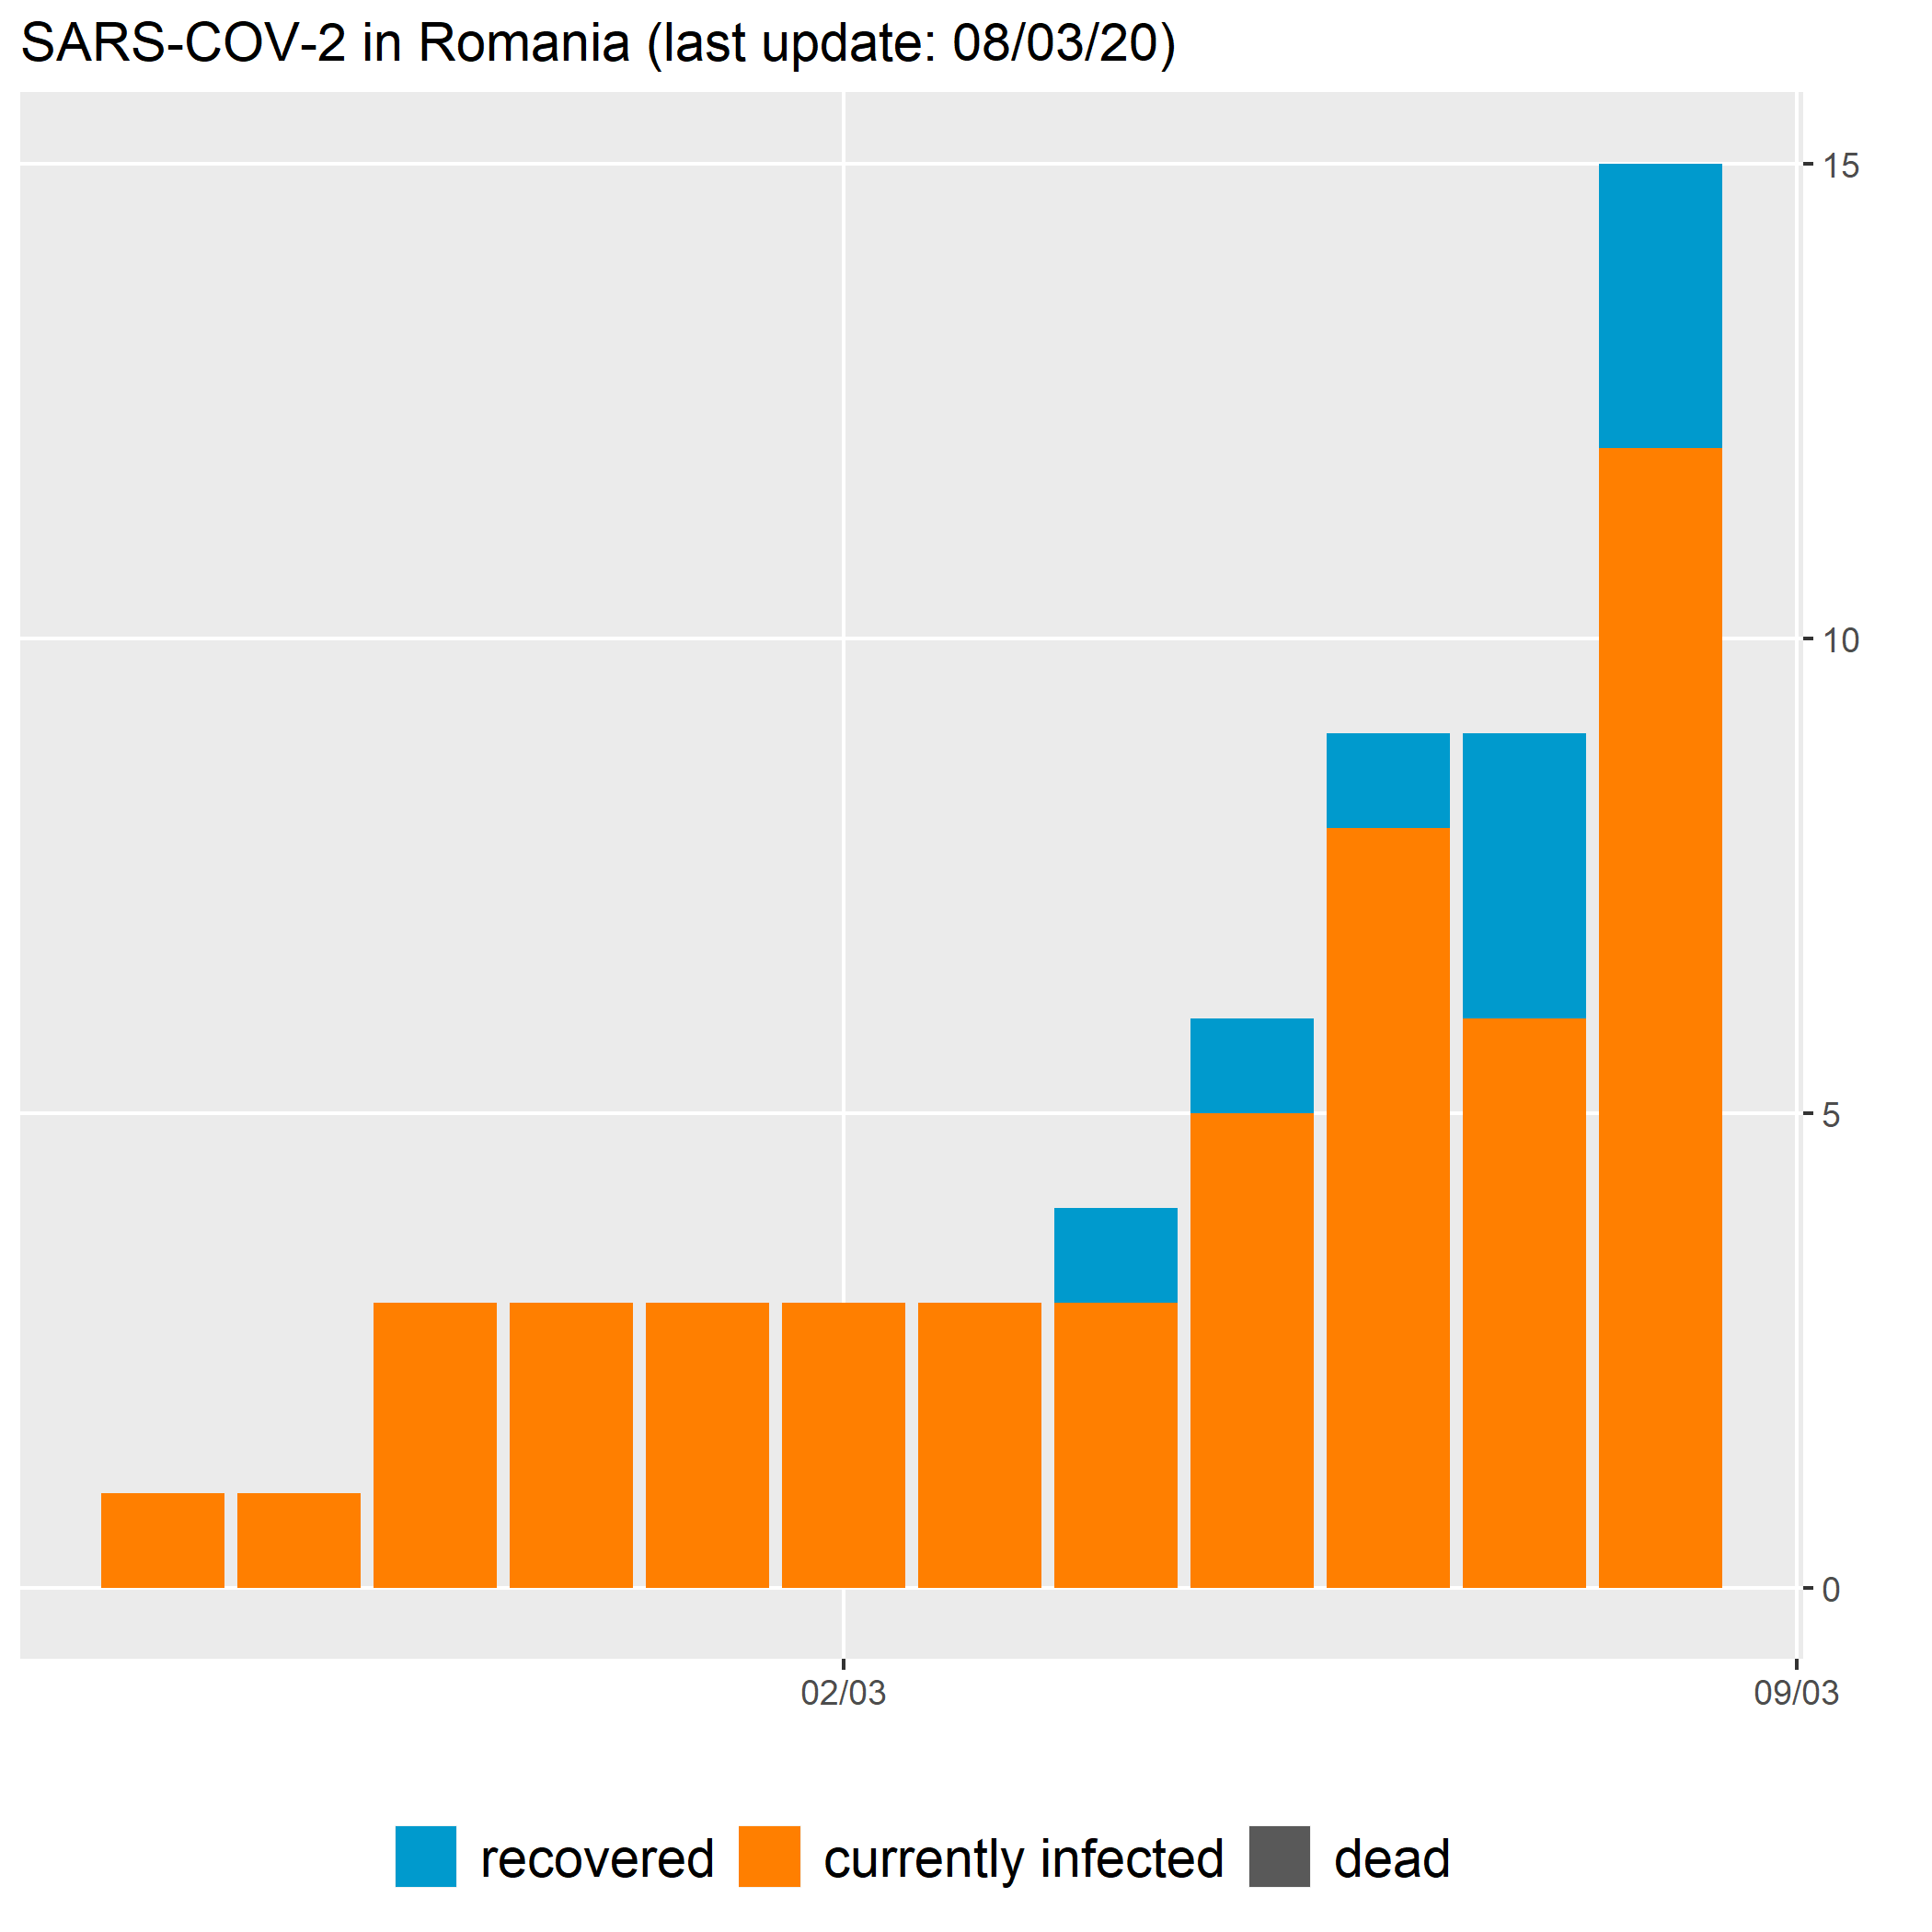 SARS-COV-2 in Romania (last update: 08/03/20)
15
10
5
0
02/03 09/03
recovered currently infected dead